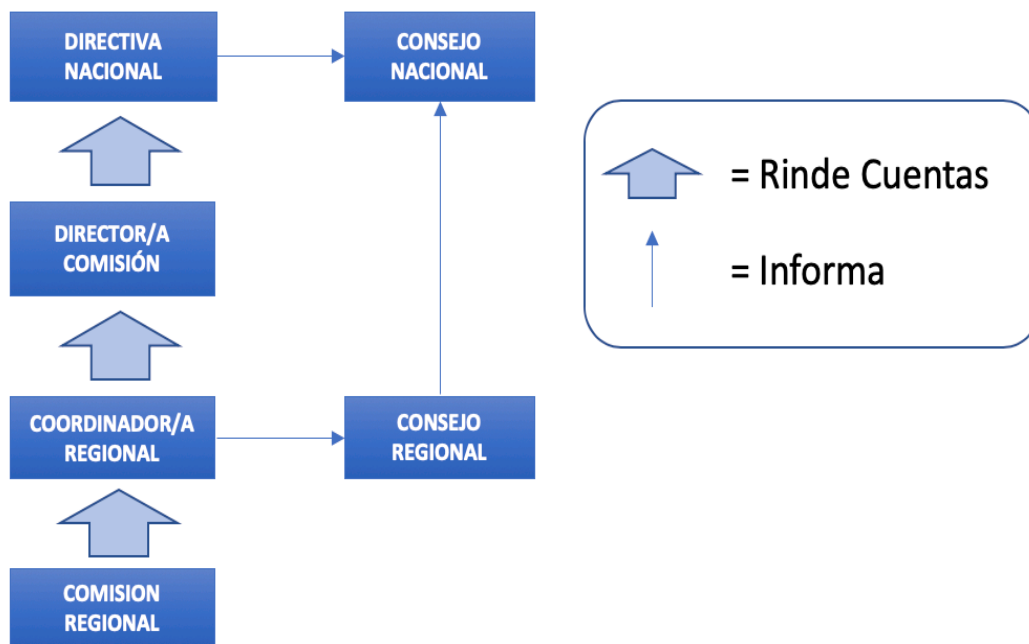 DIRECTIVA
NACIONAL
CONSEJO
NACIONAL
= Rinde Cuentas
DIRECTOR/A
COMISIÓN
= Informa
COORDINADOR/A
REGIONAL
CONSEJO
REGIONAL
COMISION
REGIONAL